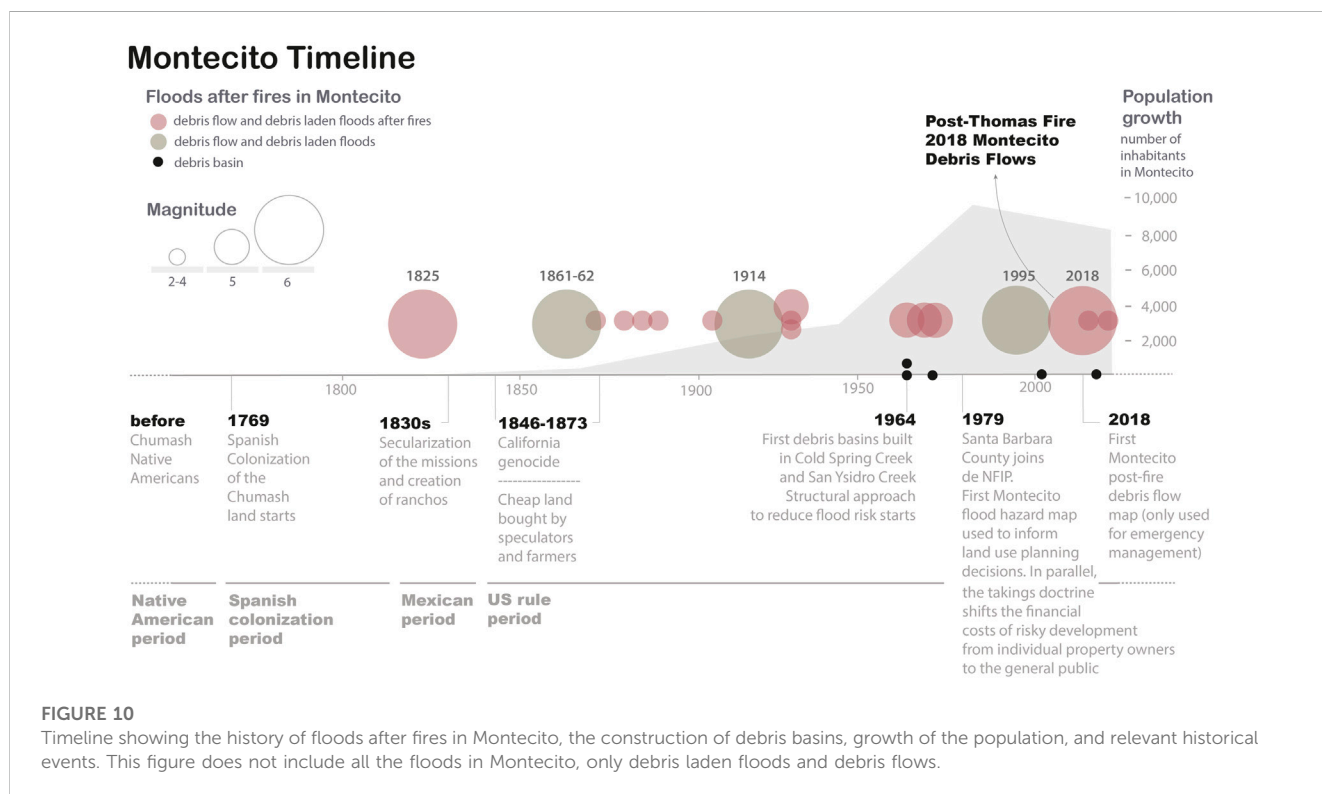 Montecito Timeline
Floods after fires in Montecito
debris flow and debris laden floods after fires
debris flow and debris laden floods
debris basin
Magnitude
2-4
5
6
Post-Thomas Fire
2018 Montecito
Debris Flows
Population
growth
number of
inhabitants
in Montecito
10,000
8,000
6,000
4,000
2,000
1825
1861-62
1914
1995
2018
1800
1850
1900
1950
2000
before
Chumash
Native
Americans
1769
Spanish
Colonization
of the
Chumash
land starts
1830s
Secularization
of the missions
and creation
of ranchos
1846-1873
California
genocide
-----------------
Cheap land
bought by
speculators
and farmers
1964
First debris basins built
in Cold Spring Creek
and San Ysidro Creek
Structural approach
to reduce flood risk starts
1979
Santa Barbara
County joins
de NFIP.
First Montecito
flood hazard map
used to inform
land use planning
decisions. In parallel,
the takings doctrine
shifts the financial
costs of risky development
from individual property owners
to the general public
2018
First
Montecito
post-fire
debris flow
map (only used
for emergency
management)
Native
American
period
Spanish
colonization
period
Mexican
period
US rule
period
FIGURE 10
Timeline showing the history of floods after fires in Montecito, the construction of debris basins, growth of the population, and relevant historical
events. This figure does not include all the floods in Montecito, only debris laden floods and debris flows.